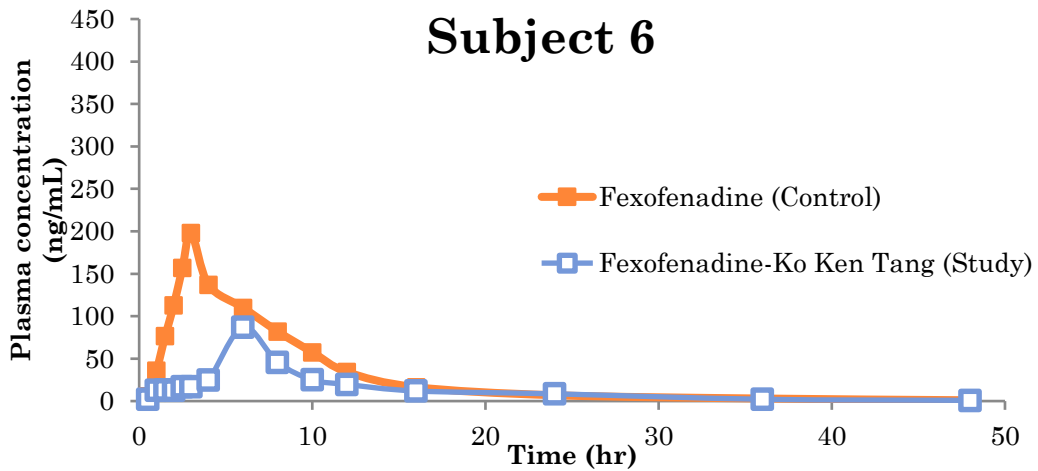 Subject 6
Plasma concentration
(ng/mL)
450
400
350
300
250
200
150
100
50
0
Fexofenadine (Control)
Fexofenadine-Ko Ken Tang (Study)
0 10 20 30 40 50
Time (hr)